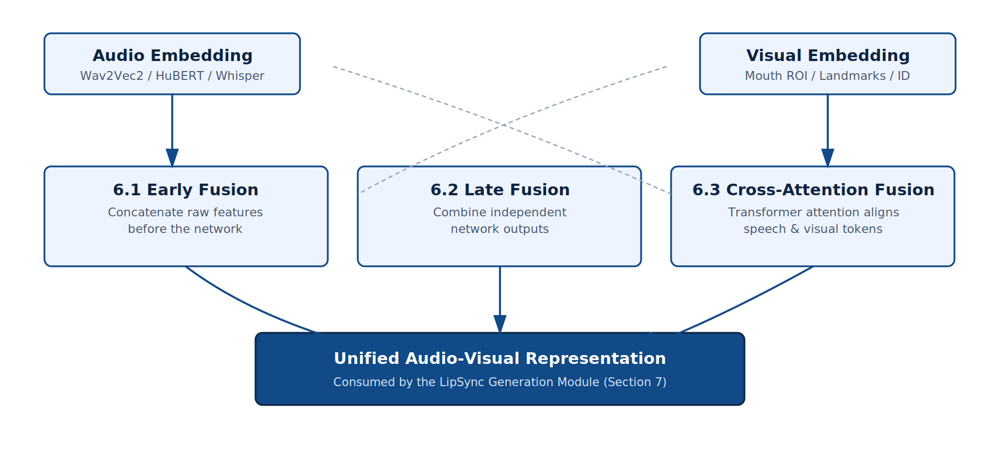 Audio Embedding
Wav2Vec2 / HuBERT / Whisper
Visual Embedding
Mouth ROI / Landmarks / ID
6.1 Early Fusion
Concatenate raw features
before the network
6.2 Late Fusion
Combine independent
network outputs
6.3 Cross-Attention Fusion
Transformer attention aligns
speech & visual tokens
Unified Audio-Visual Representation
Consumed by the LipSync Generation Module (Section 7)